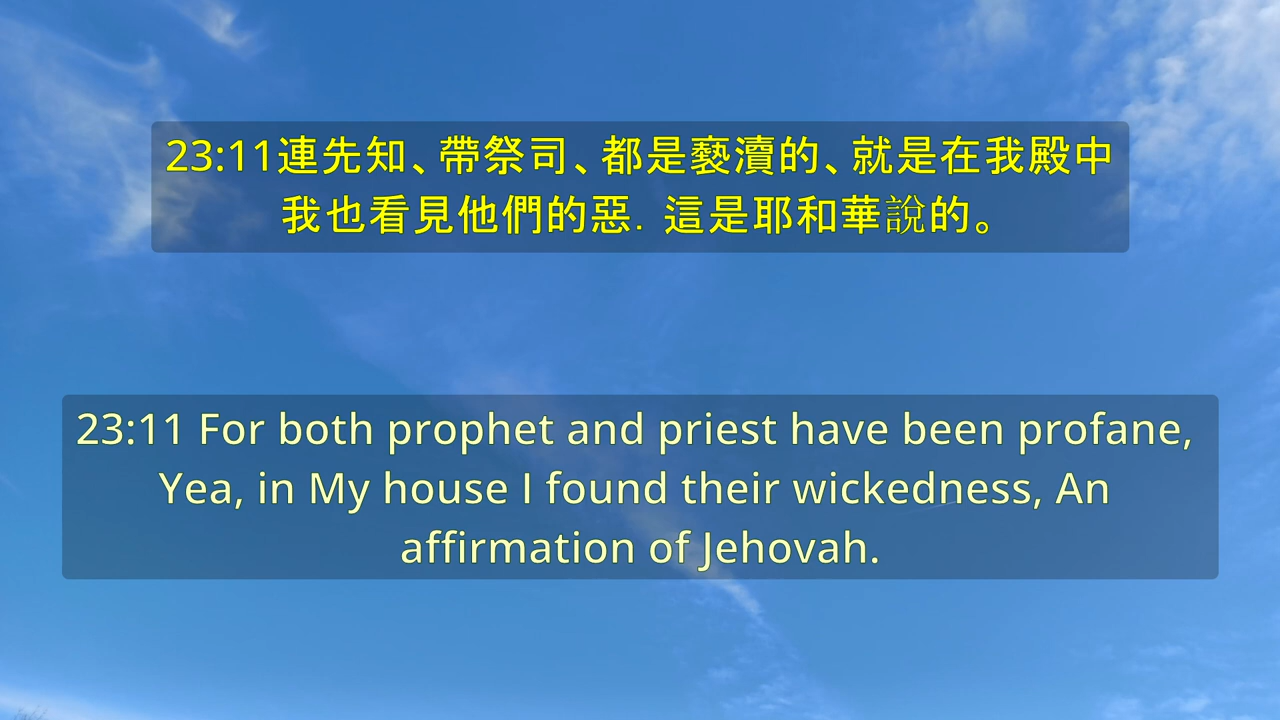 23:11連先知、帶祭司、都是褻瀆的、就是在我殿中
我也看見他們的惡．這是耶和華說的。
23:11 For both prophet and priest have been profane,
Yea, in My house I found their wickedness, An
affirmation of Jehovah.